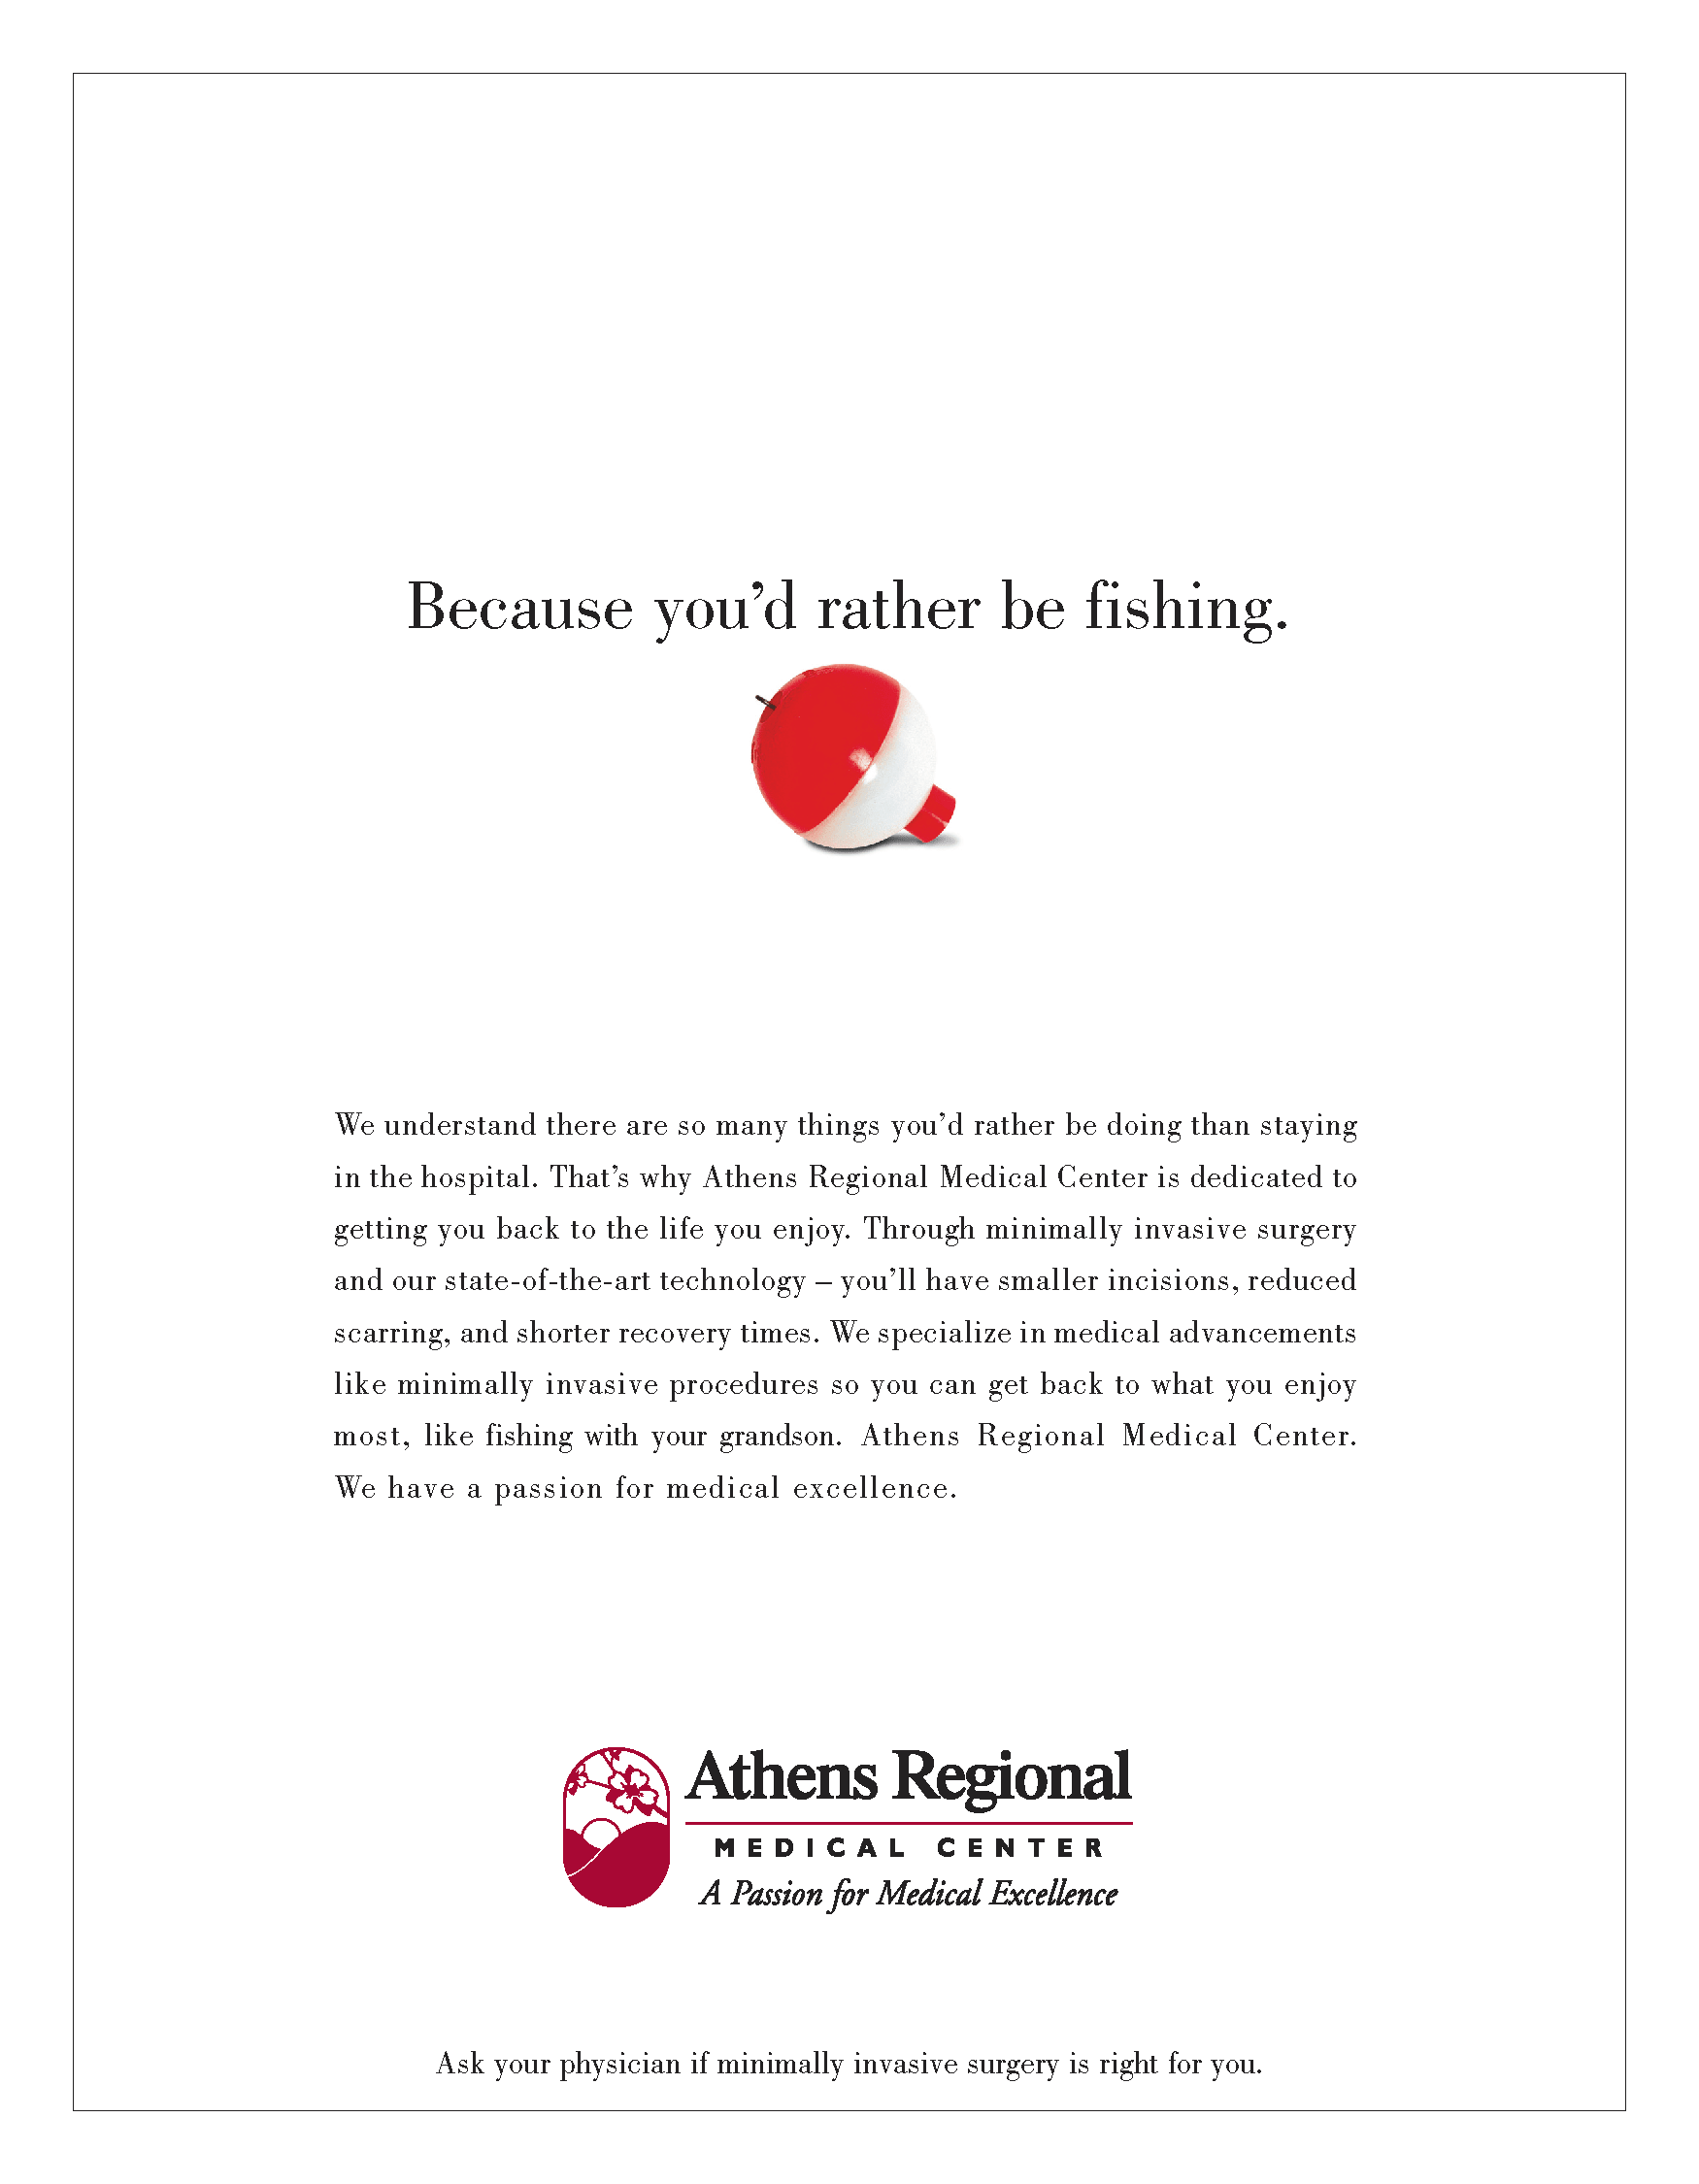 Because you’d rather be fishing.
We understand there are so many things you’d rather be doing than staying
in the hospital. That’s why Athens Regional Medical Center is dedicated to
getting you back to the life you enjoy. Through minimally invasive surgery
and our state-of-the-art technology – you’ll have smaller incisions, reduced
scarring, and shorter recovery times. We specialize in medical advancements
like minimally invasive procedures so you can get back to what you enjoy
most, like fishing with your grandson. Athens Regional Medical Center.
We have a passion for medical excellence.
Athens Regional
MEDICAL CENTER
A Passion for Medical Excellence
Ask your physician if minimally invasive surgery is right for you.